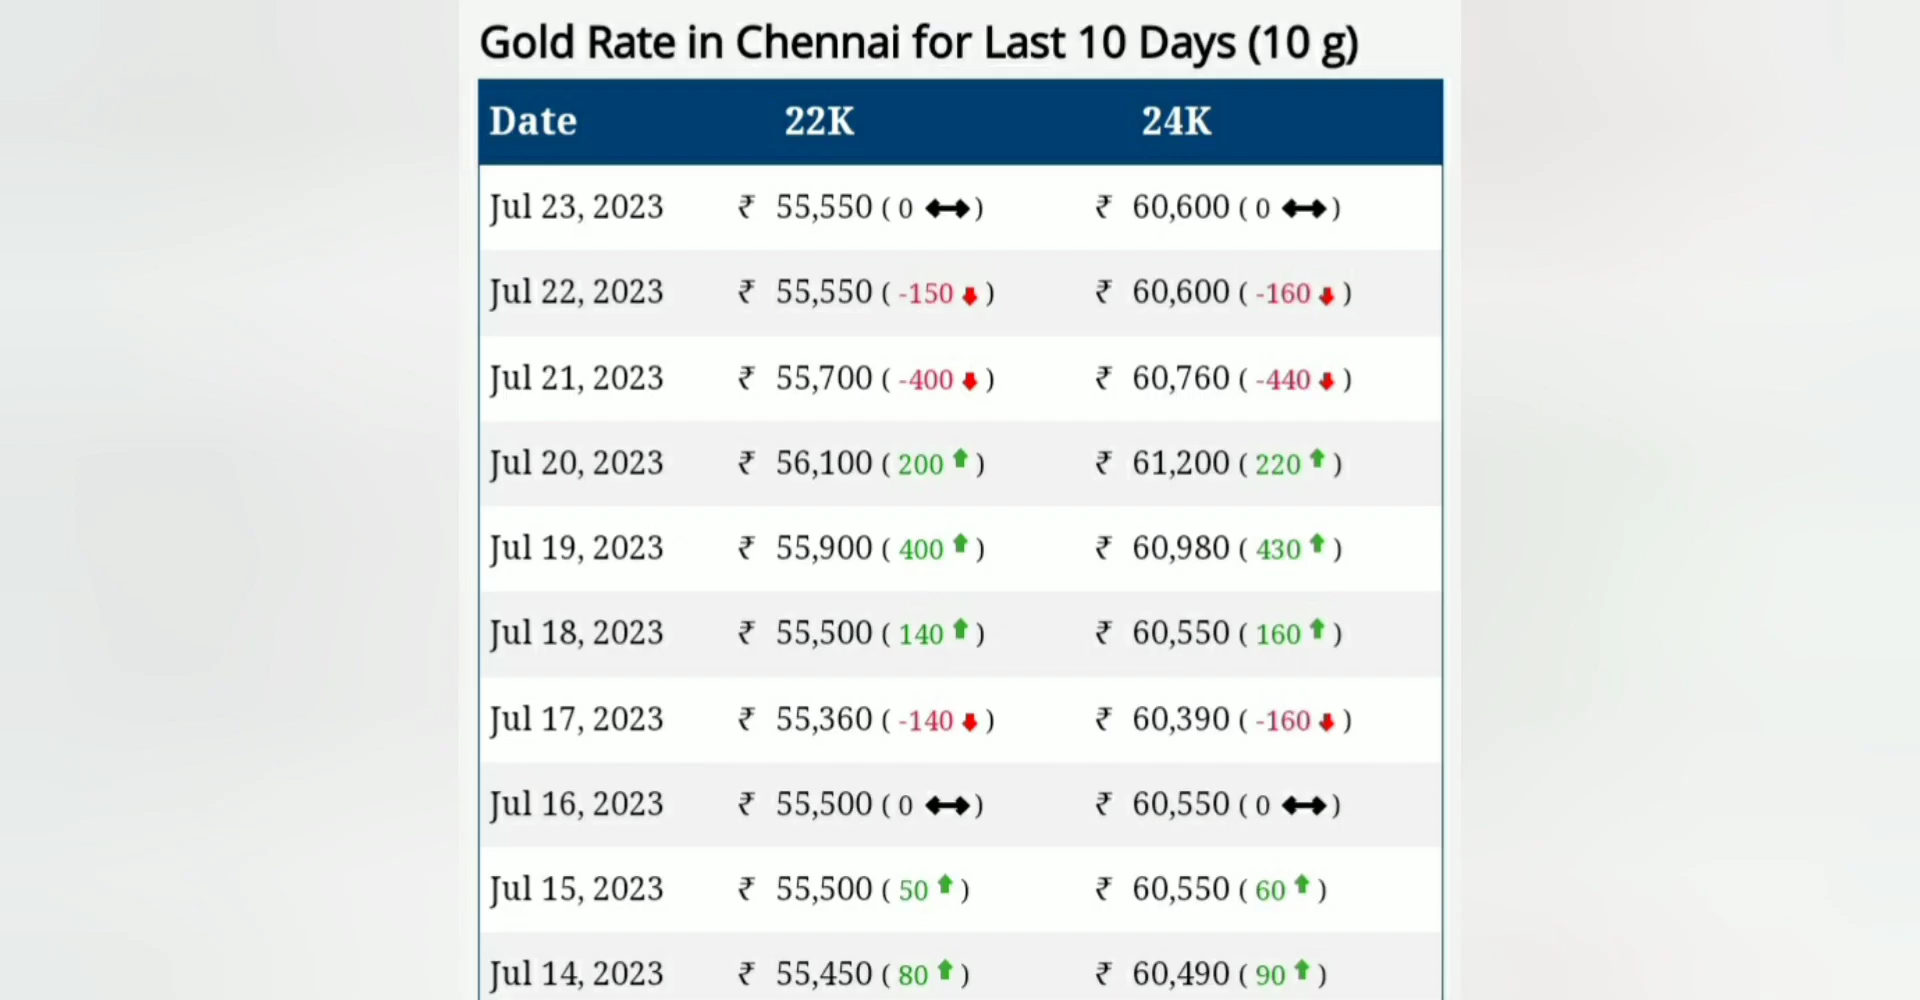 Gold Rate in Chennai for Last 10 Days (10 g)
Date 22K 24K
Jul 23, 2023 ₹ 55,550 ( 0 ) ₹ 60,600 ( 0 )
Jul 22, 2023 ₹ 55,550 ( -150 ) ₹ 60,600 ( -160 )
Jul 21, 2023 ₹ 55,700 ( -400 ) ₹ 60,760 ( -440 )
Jul 20, 2023 ₹ 56,100 ( 200 ) ₹ 61,200 ( 220 )
Jul 19, 2023 ₹ 55,900 ( 400 ) ₹ 60,980 ( 430 )
Jul 18, 2023 ₹ 55,500 ( 140 ) ₹ 60,550 ( 160 )
Jul 17, 2023 ₹ 55,360 ( -140 ) ₹ 60,390 ( -160 )
Jul 16, 2023 ₹ 55,500 ( 0 ) ₹ 60,550 ( 0 )
Jul 15, 2023 ₹ 55,500 ( 50 ) ₹ 60,550 ( 60 )
Jul 14, 2023 ₹ 55,450 ( 80 ) ₹ 60,490 ( 90 )